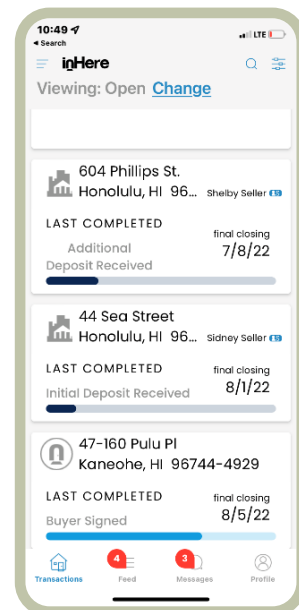 10:49
LTE
◄ Search
inHere
Viewing: Open Change
604 Phillips St.
Honolulu, HI 96... Shelby Seller
LAST COMPLETED
final closing
Additional
Deposit Received
7/8/22
44 Sea Street
Honolulu, HI 96... Sidney Seller
LAST COMPLETED
final closing
Initial Deposit Received
8/1/22
47-160 Pulu Pl
Kaneohe, HI 96744-4929
LAST COMPLETED
final closing
Buyer Signed
8/5/22
4
3
Transactions Feed Messages Profile